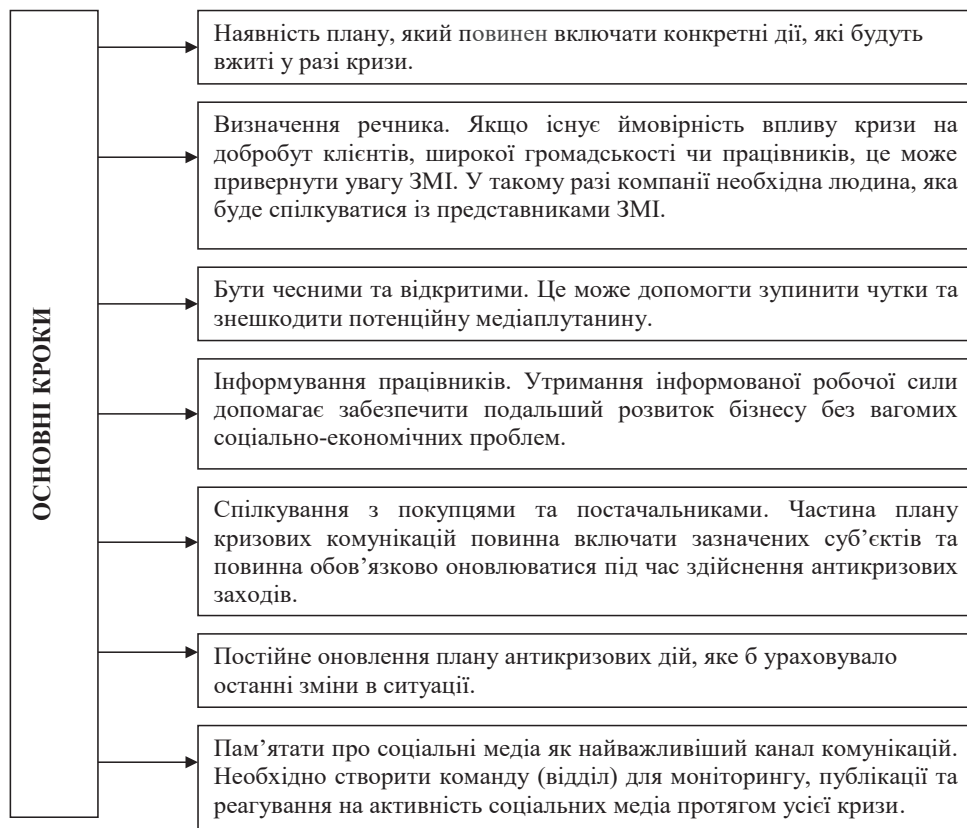 ОСНОВНІ КРОКИ
Наявність плану, який повинен включати конкретні дії, які будуть
вжиті у разі кризи.
Визначення речника. Якщо існує ймовірність впливу кризи на
добробут клієнтів, широкої громадськості чи працівників, це може
привернути увагу ЗМІ. У такому разі компанії необхідна людина, яка
буде спілкуватися із представниками ЗМІ.
Бути чесними та відкритими. Це може допомогти зупинити чутки та
знешкодити потенційну медіаплутанину.
Інформування працівників. Утримання інформованої робочої сили
допомагає забезпечити подальший розвиток бізнесу без вагомих
соціально-економічних проблем.
Спілкування з покупцями та постачальниками. Частина плану
кризових комунікацій повинна включати зазначених суб’єктів та
повинна обов’язково оновлюватися під час здійснення антикризових
заходів.
Постійне оновлення плану антикризових дій, яке б ураховувало
останні зміни в ситуації.
Пам’ятати про соціальні медіа як найважливіший канал комунікацій.
Необхідно створити команду (відділ) для моніторингу, публікації та
реагування на активність соціальних медіа протягом усієї кризи.